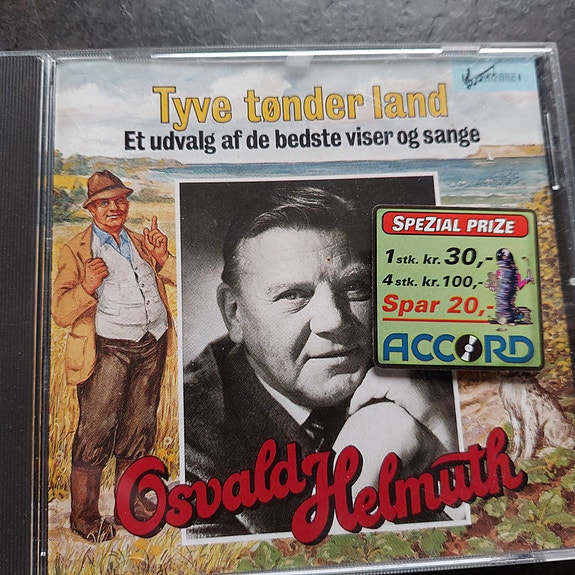 Tyve tønder land
Et udvalg af de bedste viser og sange
SPEZIAL PRIZE
1 stk. kr. 30,-
4 stk. kr. 100,-
Spar 20,-
ACCORD
Osvald Helmuth